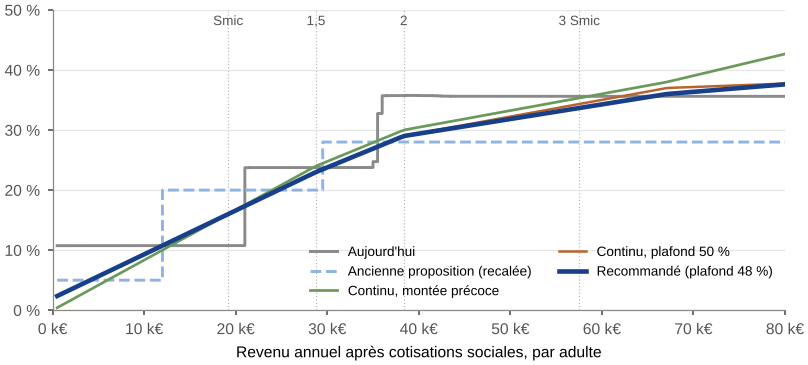 50 %
Smic
1,5
2
3 Smic
40 %
30 %
20 %
10 %
0 %
Aujourd'hui
Ancienne proposition (recalée)
Continu, montée précoce
Continu, plafond 50 %
Recommandé (plafond 48 %)
0 k€ 10 k€ 20 k€ 30 k€ 40 k€ 50 k€ 60 k€ 70 k€ 80 k€
Revenu annuel après cotisations sociales, par adulte